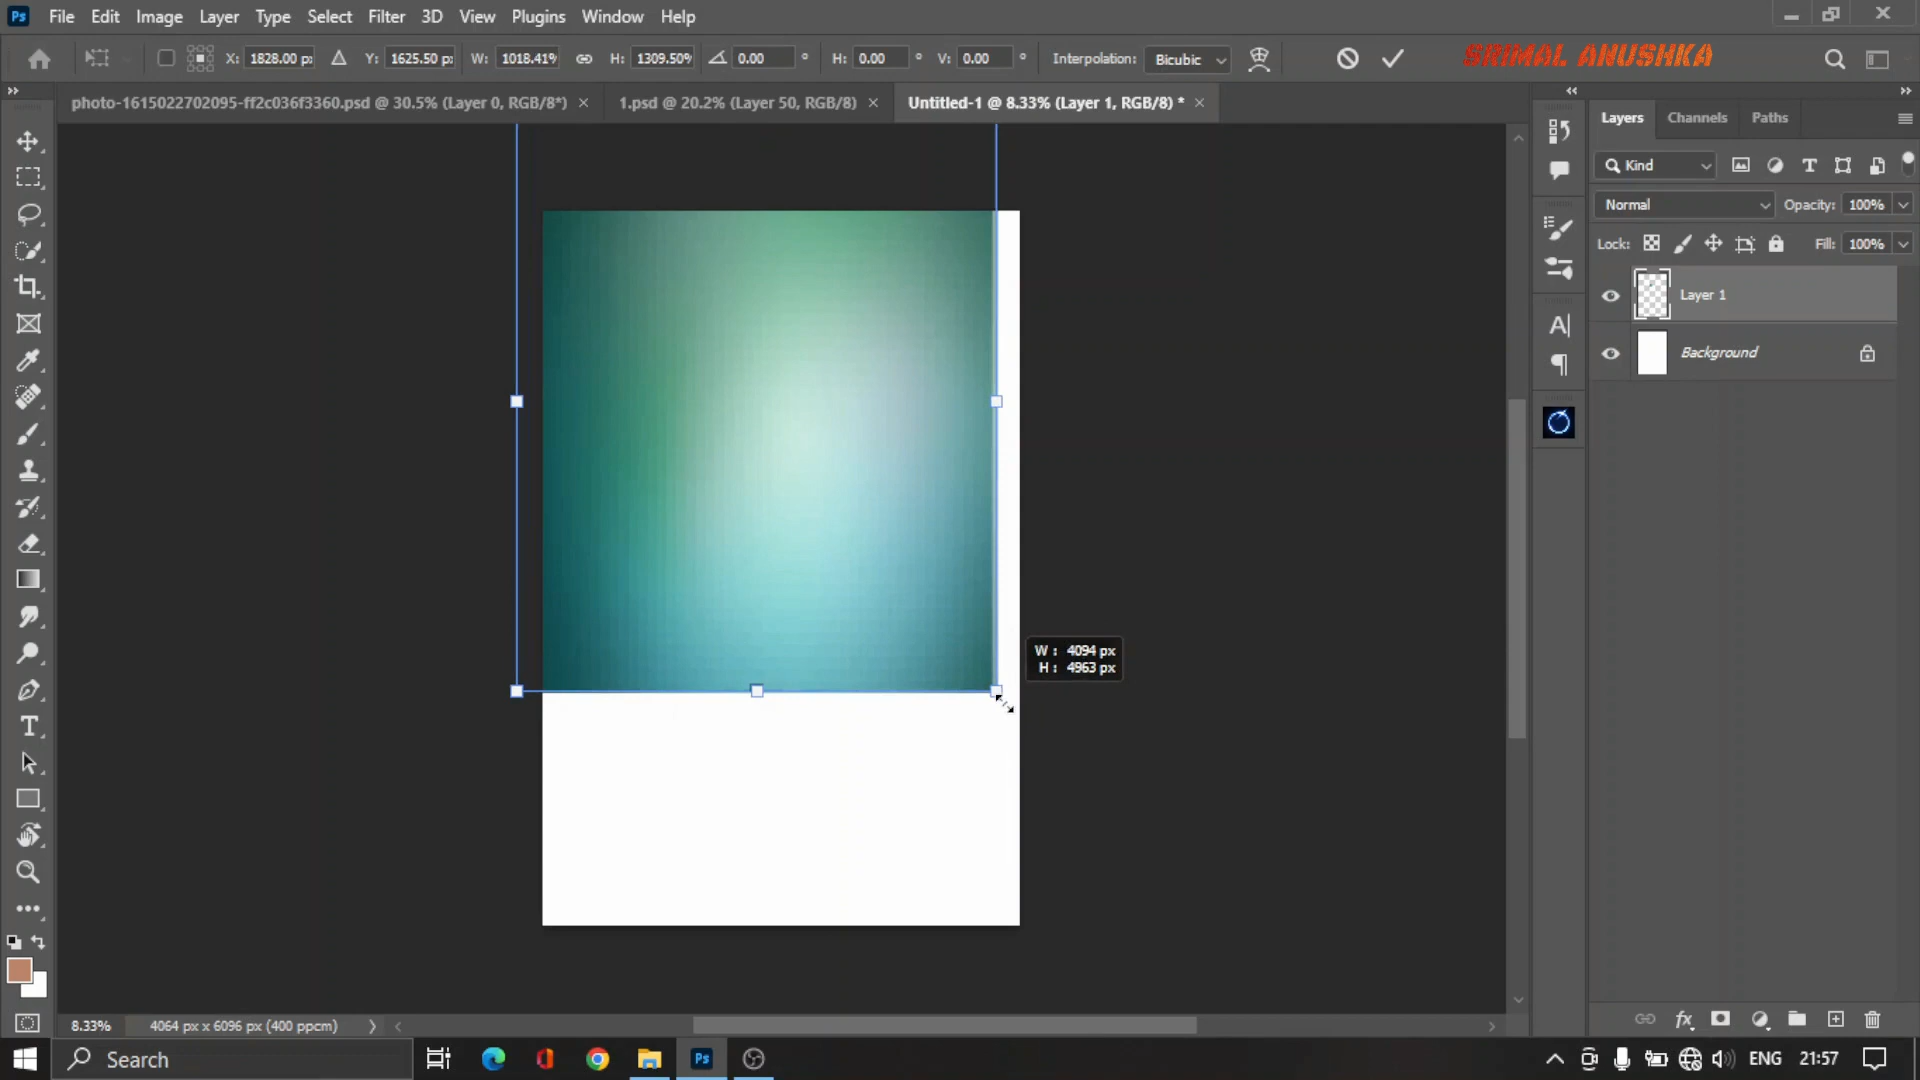 Ps File Edit Image Layer Type Select Filter 3D View Plugins Window Help
X: 1828.00 px Y: 1625.50 px W: 1018.41% H: 1309.50% 0.00 ° H: 0.00 ° V: 0.00 ° Interpolation: Bicubic SRIMAL ANUSHKA
photo-1615022702095-ff2c036f3360.psd @ 30.5% (Layer 0, RGB/8*) × 1.psd @ 20.2% (Layer 50, RGB/8) × Untitled-1 @ 8.33% (Layer 1, RGB/8) * ×
Layers Channels Paths
Kind
Normal Opacity: 100%
Lock: Fill: 100%
Layer 1
Background
W : 4094 px
H : 4963 px
8.33% 4064 px x 6096 px (400 ppcm)
Search Ps ENG 21:57